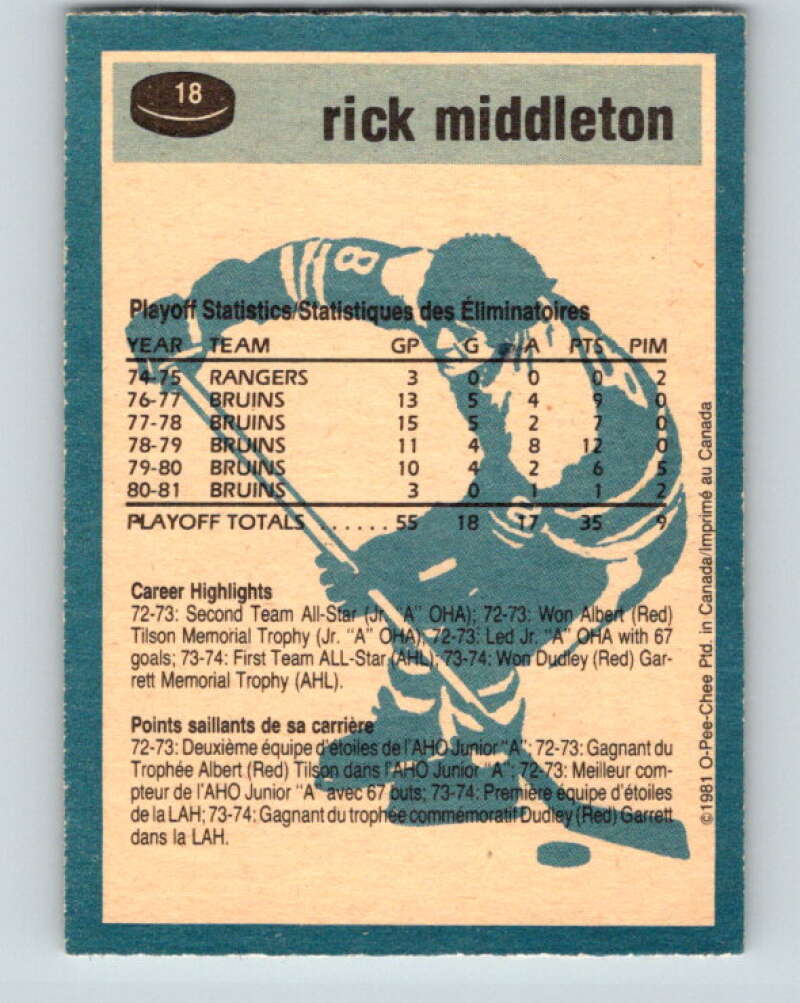 18
rick middleton
8
Playoff Statistics/Statistiques des Éliminatoires
YEAR TEAM GP G A PTS PIM
74-75 RANGERS 3 0 0 0 2
76-77 BRUINS 13 5 4 9 0
77-78 BRUINS 15 5 2 7 0
78-79 BRUINS 11 4 8 12 0
79-80 BRUINS 10 4 2 6 5
80-81 BRUINS 3 0 1 1 2
PLAYOFF TOTALS ...... 55 18 17 35 9
Career Highlights
72-73: Second Team All-Star (Jr. "A" OHA); 72-73: Won Albert (Red)
Tilson Memorial Trophy (Jr. "A" OHA); 72-73: Led Jr. "A" OHA with 67
goals; 73-74: First Team ALL-Star (AHL); 73-74: Won Dudley (Red) Gar-
rett Memorial Trophy (AHL).
Points saillants de sa carrière
72-73: Deuxième équipe d'étoiles de l'AHO Junior "A"; 72-73: Gagnant du
Trophée Albert (Red) Tilson dans l'AHO Junior "A"; 72-73: Meilleur com-
pteur de l'AHO Junior "A" avec 67 buts; 73-74: Première équipe d'étoiles
de la LAH; 73-74: Gagnant du trophée commémoratif Dudley (Red) Garrett
dans la LAH.
©1981 O-Pee-Chee Ptd. in Canada/Imprimé au Canada